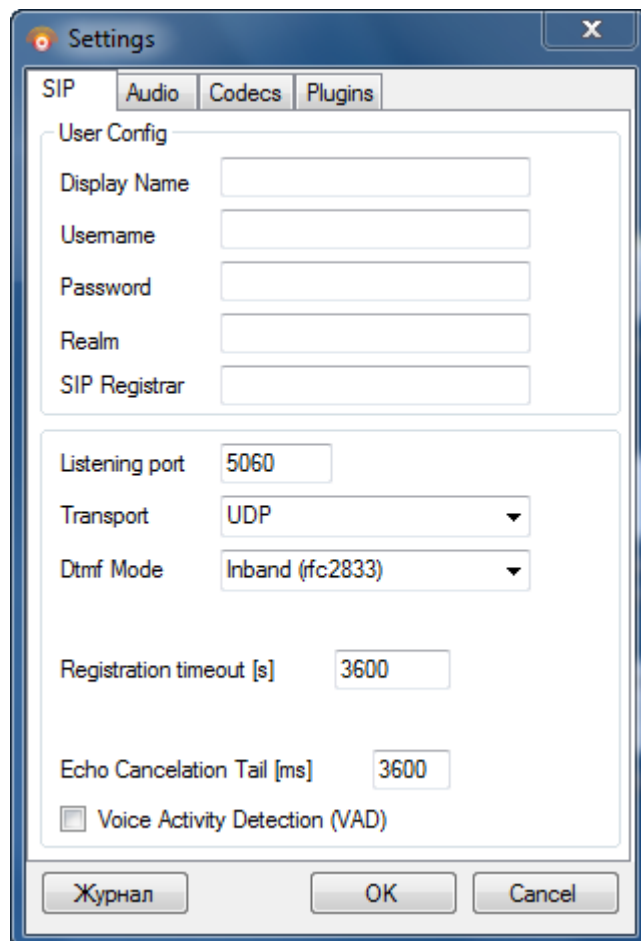 Settings
SIP Audio Codecs Plugins
User Config
Display Name
Username
Password
Realm
SIP Registrar
Listening port 5060
Transport UDP
Dtmf Mode Inband (rfc2833)
Registration timeout [s] 3600
Echo Cancelation Tail [ms] 3600
Voice Activity Detection (VAD)
Журнал OK Cancel